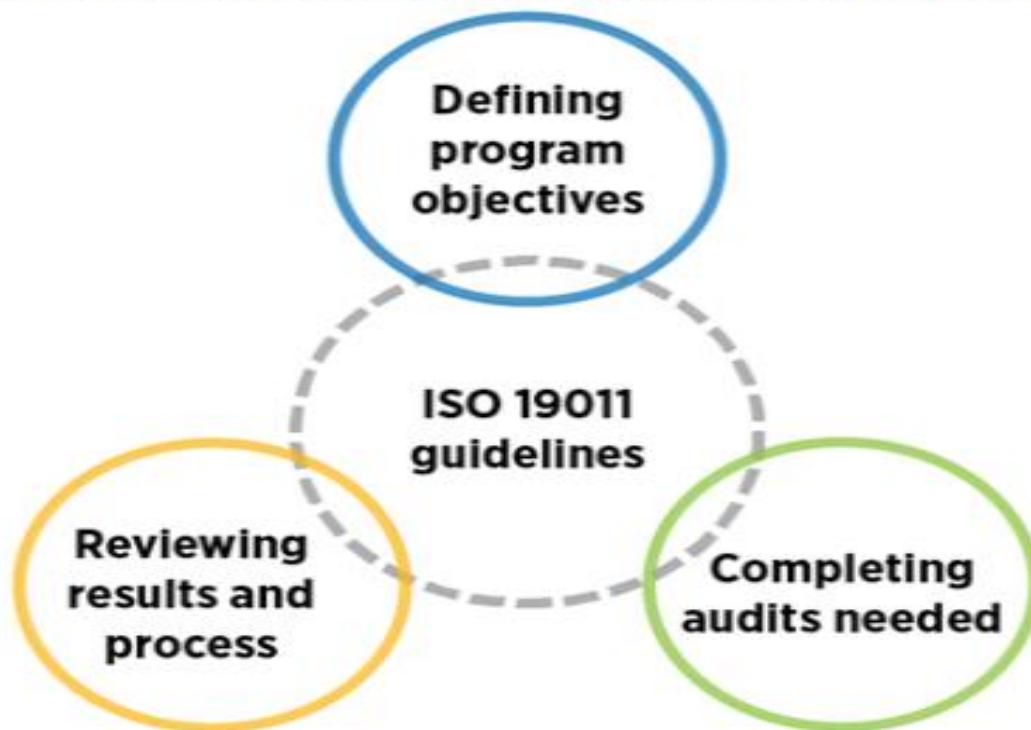 Defining
program
objectives
ISO 19011
guidelines
Reviewing
results and
process
Completing
audits needed